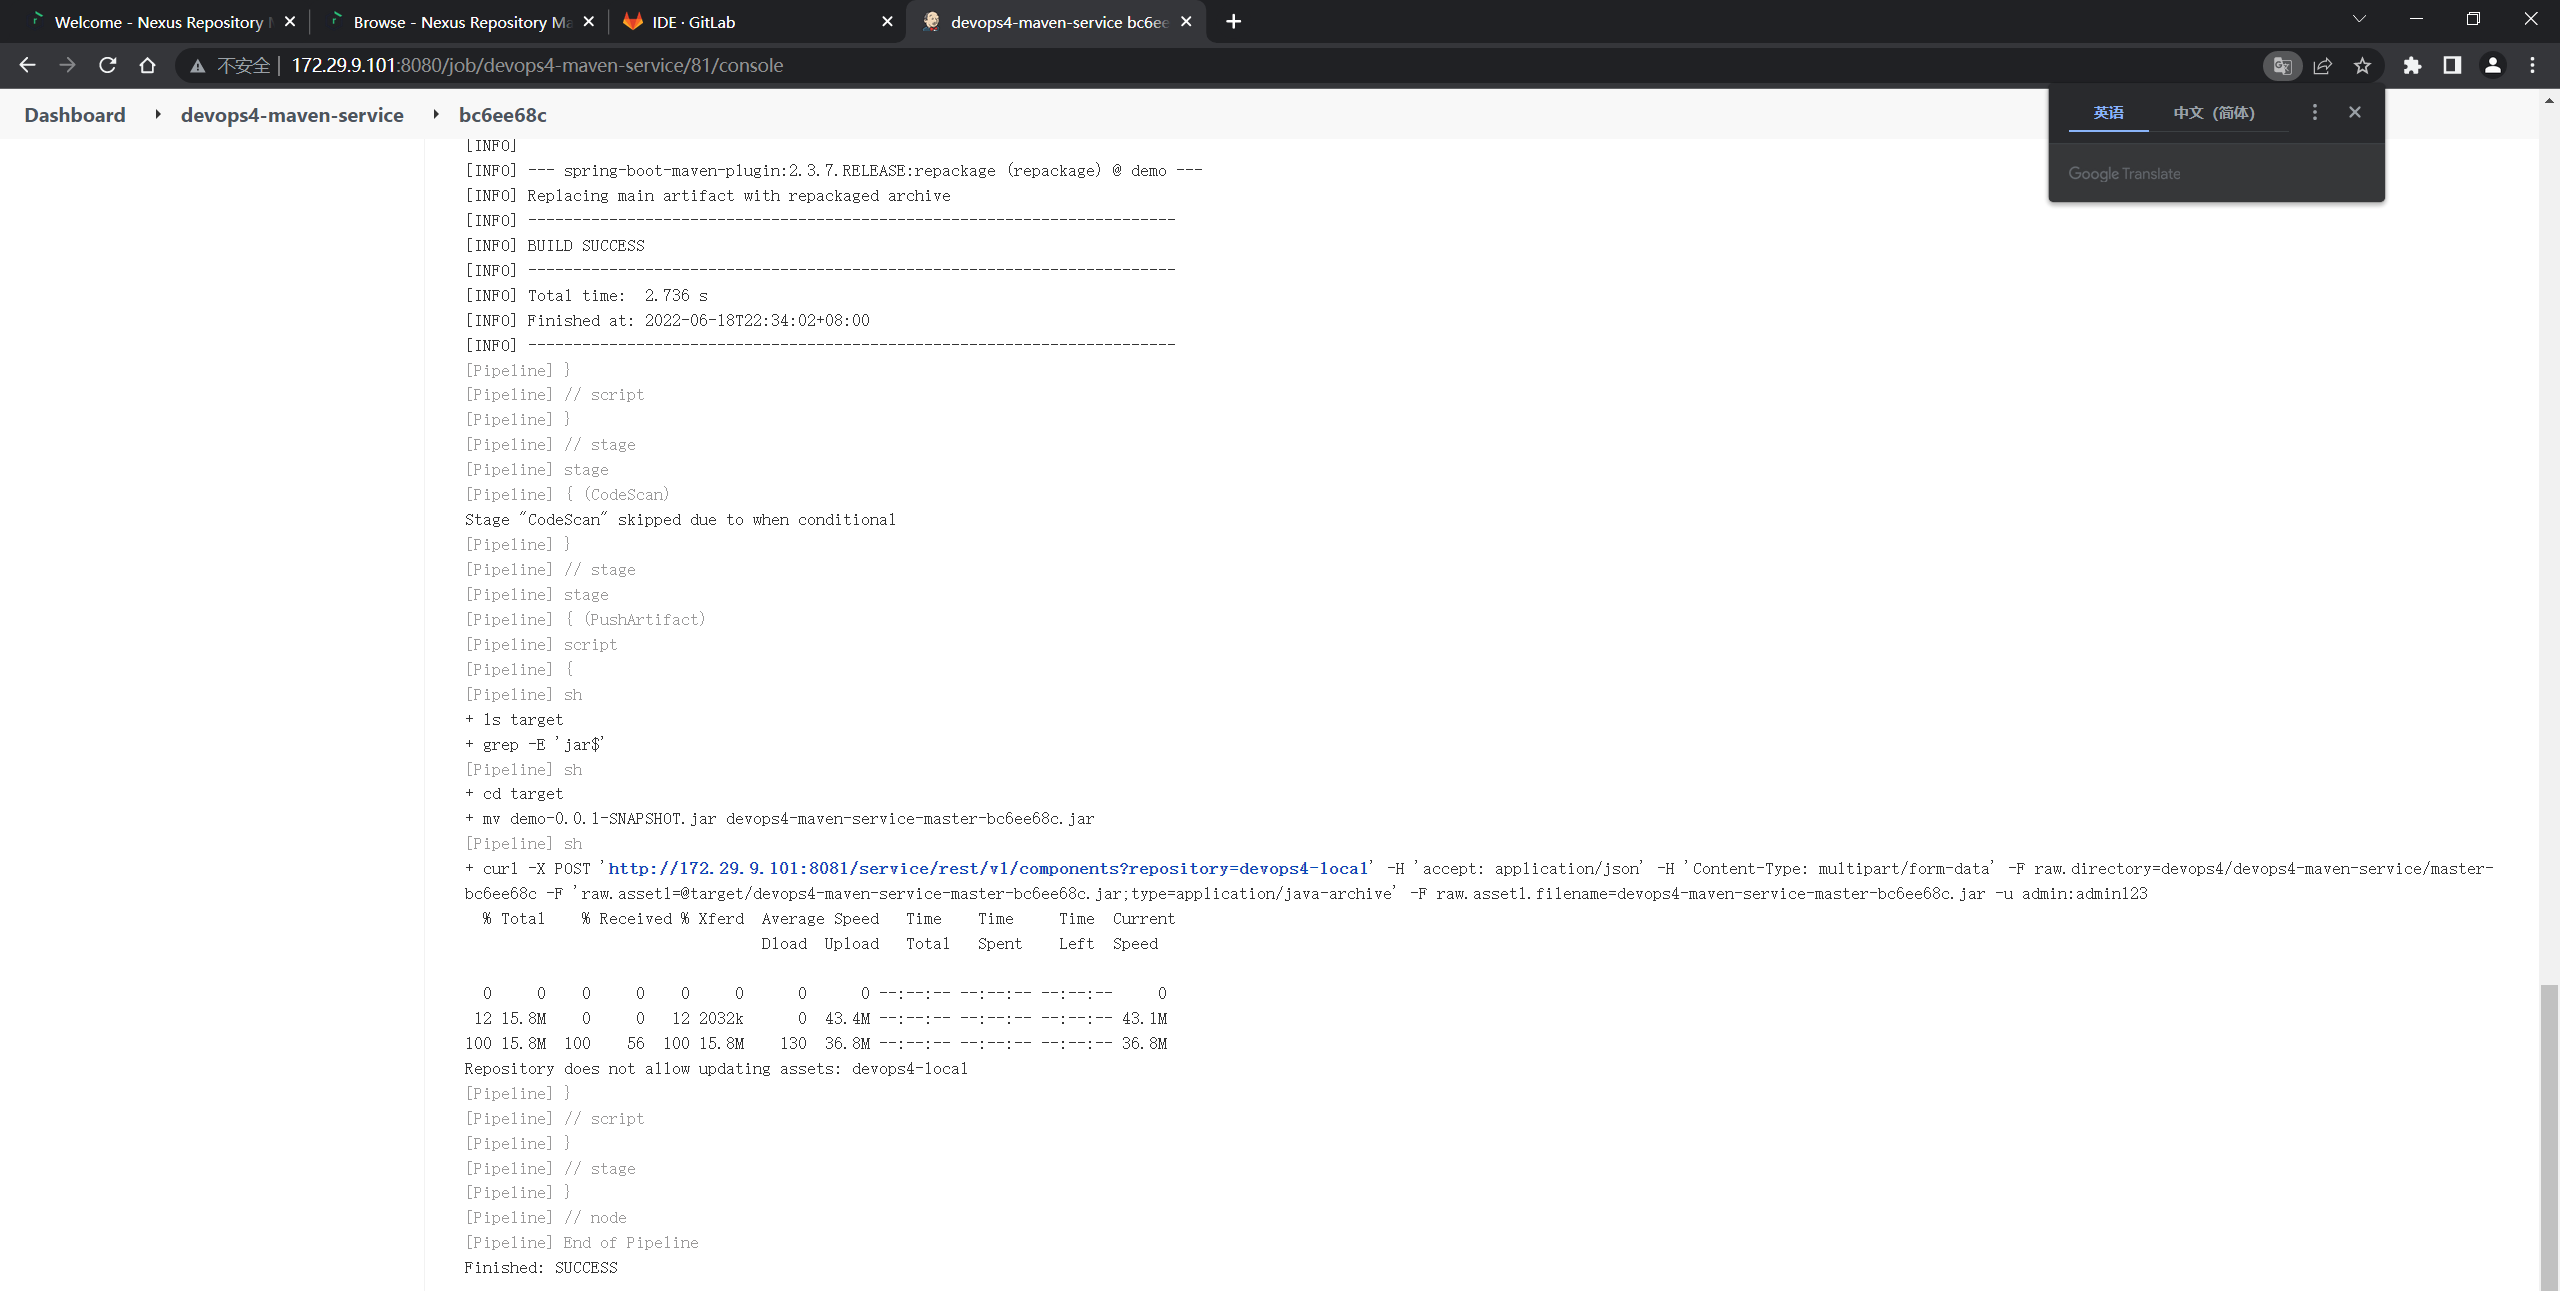 Welcome - Nexus Repository
Browse - Nexus Repository Ma
IDE · GitLab
devops4-maven-service bc6ee
不安全 | 172.29.9.101:8080/job/devops4-maven-service/81/console
Dashboard devops4-maven-service bc6ee68c
英语 中文（简体）
Google Translate
[INFO]
[INFO] --- spring-boot-maven-plugin:2.3.7.RELEASE:repackage (repackage) @ demo ---
[INFO] Replacing main artifact with repackaged archive
[INFO] ------------------------------------------------------------------------
[INFO] BUILD SUCCESS
[INFO] ------------------------------------------------------------------------
[INFO] Total time:  2.736 s
[INFO] Finished at: 2022-06-18T22:34:02+08:00
[INFO] ------------------------------------------------------------------------
[Pipeline] }
[Pipeline] // script
[Pipeline] }
[Pipeline] // stage
[Pipeline] stage
[Pipeline] { (CodeScan)
Stage "CodeScan" skipped due to when conditional
[Pipeline] }
[Pipeline] // stage
[Pipeline] stage
[Pipeline] { (PushArtifact)
[Pipeline] script
[Pipeline] {
[Pipeline] sh
+ ls target
+ grep -E 'jar$'
[Pipeline] sh
+ cd target
+ mv demo-0.0.1-SNAPSHOT.jar devops4-maven-service-master-bc6ee68c.jar
[Pipeline] sh
+ curl -X POST 'http://172.29.9.101:8081/service/rest/v1/components?repository=devops4-local' -H 'accept: application/json' -H 'Content-Type: multipart/form-data' -F raw.directory=devops4/devops4-maven-service/master-
bc6ee68c -F 'raw.asset1=@target/devops4-maven-service-master-bc6ee68c.jar;type=application/java-archive' -F raw.asset1.filename=devops4-maven-service-master-bc6ee68c.jar -u admin:admin123
% Total    % Received % Xferd  Average Speed   Time    Time     Time  Current
Dload  Upload   Total   Spent    Left  Speed
0     0    0     0    0     0      0      0 --:--:-- --:--:-- --:--:--     0
12 15.8M    0     0   12 2032k      0  43.4M --:--:-- --:--:-- --:--:-- 43.1M
100 15.8M  100    56  100 15.8M    130  36.8M --:--:-- --:--:-- --:--:-- 36.8M
Repository does not allow updating assets: devops4-local
[Pipeline] }
[Pipeline] // script
[Pipeline] }
[Pipeline] // stage
[Pipeline] }
[Pipeline] // node
[Pipeline] End of Pipeline
Finished: SUCCESS